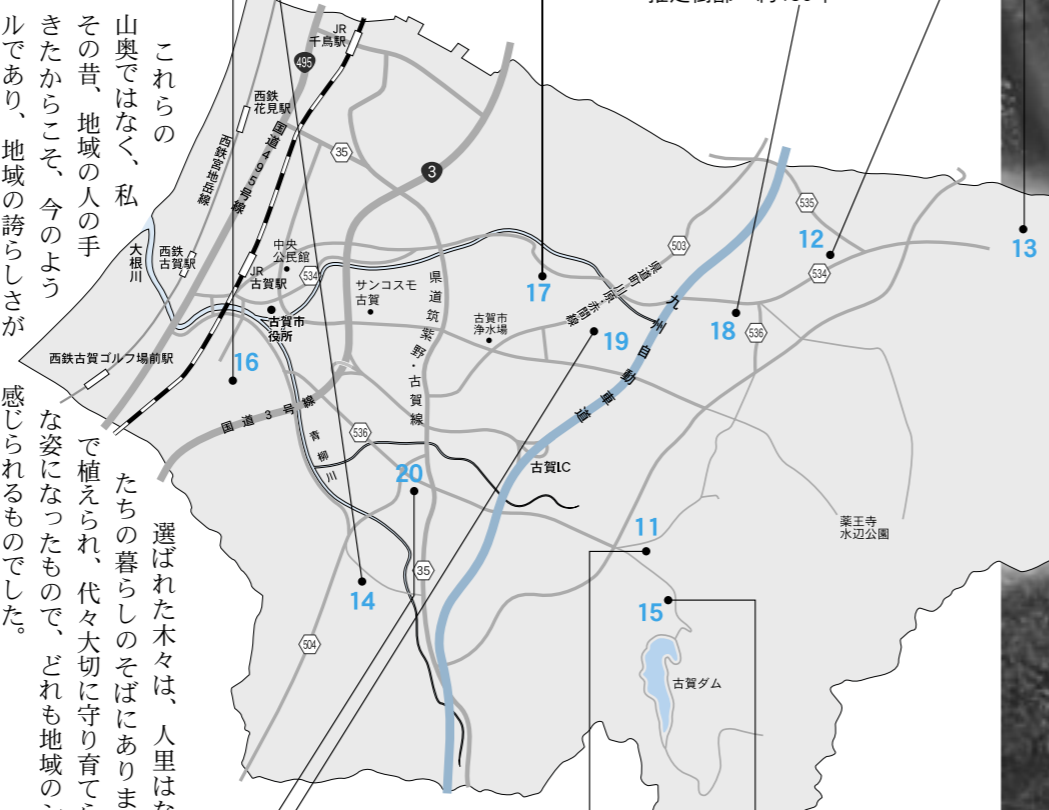 これらの
選ばれた木々は、人里はな
山奥ではなく、私
たちの暮らしのそばにありま
その昔、地域の人の手
で植えられ、代々大切に守り育てら
きたからこそ、今のよう
な姿になったもので、どれも地域のシ
ルであり、地域の誇らしさが
感じられるものでした。
JR
千鳥駅
495
西鉄
花見駅
国道495号線
西鉄宮地岳線
35
3
大根川
西鉄
古賀駅
中央
公民館
JR
古賀駅
534
サンコスモ
古賀
古賀市
役所
県道筑紫野・古賀線
古賀市
浄水場
503
県道町川原・赤間線
九州自動車道
535
534
536
12
13
17
18
19
西鉄古賀ゴルフ場前駅
16
国道3号線
536
青柳川
20
古賀I.C
35
14
504
11
15
薬王寺
水辺公園
古賀ダム